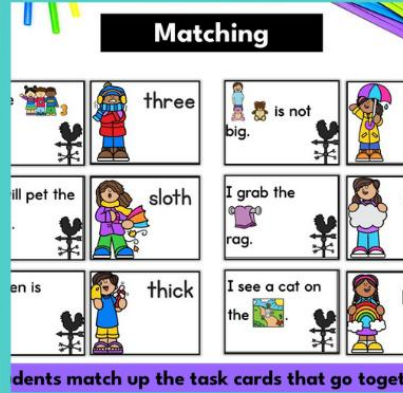 Matching
3
three
is not
big.
ill pet the
sloth
I grab the
rag.
en is
thick
I see a cat on
the .
dents match up the task cards that go toget